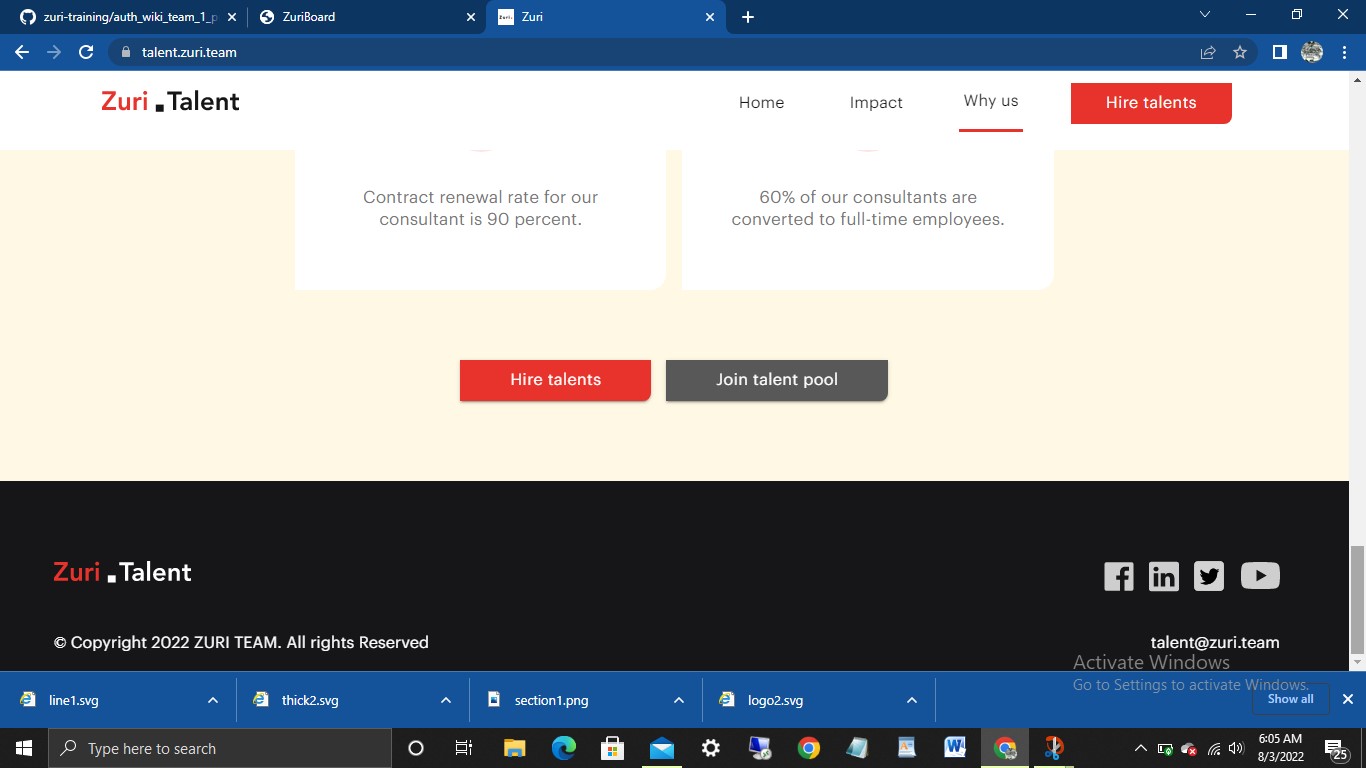 zuri-training/auth_wiki_team_1_p
ZuriBoard
Zuri
talent.zuri.team
Zuri .Talent
Home
Impact
Why us
Hire talents
Contract renewal rate for our
consultant is 90 percent.
60% of our consultants are
converted to full-time employees.
Hire talents
Join talent pool
Zuri .Talent
© Copyright 2022 ZURI TEAM. All rights Reserved
talent@zuri.team
Activate Windows
Go to Settings to activate Windows.
line1.svg
thick2.svg
section1.png
logo2.svg
Show all
Type here to search
6:05 AM
8/3/2022
25